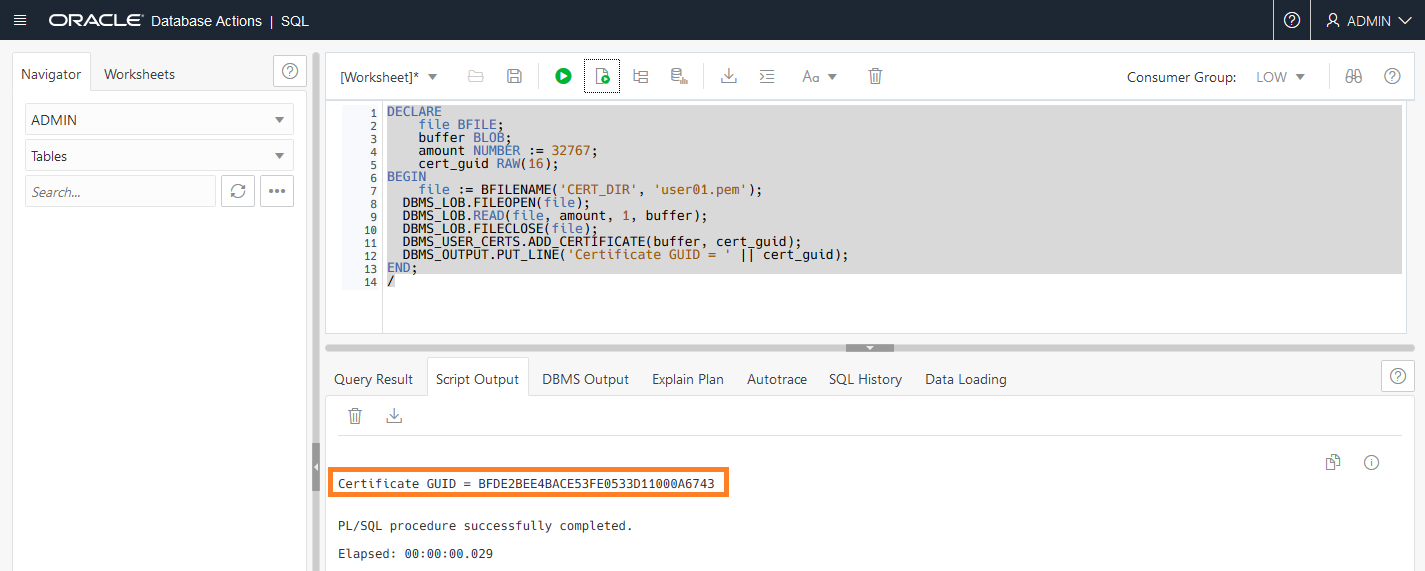 ORACLE Database Actions | SQL
ADMIN
Navigator
Worksheets
ADMIN
Tables
Search...
[Worksheet]*
Aa
Consumer Group: LOW
1 DECLARE
2 file BFILE;
3 buffer BLOB;
4 amount NUMBER := 32767;
5 cert_guid RAW(16);
6 BEGIN
7 file := BFILENAME('CERT_DIR', 'user01.pem');
8 DBMS_LOB.FILEOPEN(file);
9 DBMS_LOB.READ(file, amount, 1, buffer);
10 DBMS_LOB.FILECLOSE(file);
11 DBMS_USER_CERTS.ADD_CERTIFICATE(buffer, cert_guid);
12 DBMS_OUTPUT.PUT_LINE('Certificate GUID = ' || cert_guid);
13 END;
14 /
Query Result
Script Output
DBMS Output
Explain Plan
Autotrace
SQL History
Data Loading
Certificate GUID = BFDE2BEE4BACE53FE0533D11000A6743
PL/SQL procedure successfully completed.
Elapsed: 00:00:00.029